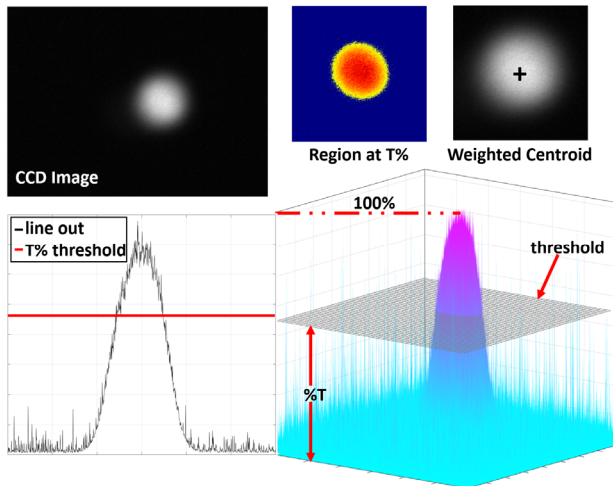 CCD Image
Region at T%
Weighted Centroid
line out
T% threshold
100%
threshold
%T